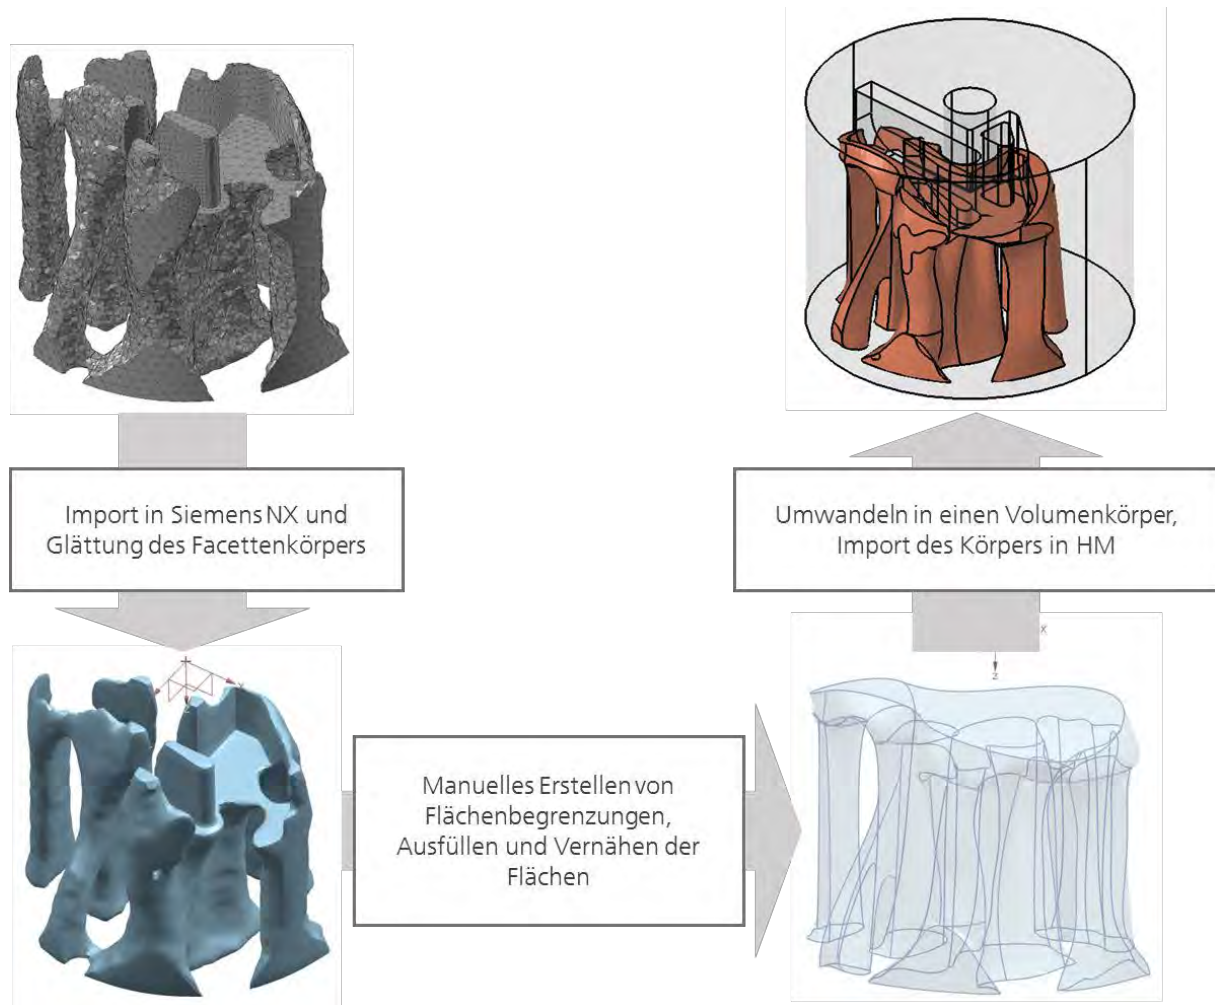 Import in Siemens NX und
Glättung des Facettenkörpers
Umwandeln in einen Volumenkörper,
Import des Körpers in HM
X
Z
Manuelles Erstellen von
Flächenbegrenzungen,
Ausfüllen und Vernähen der
Flächen